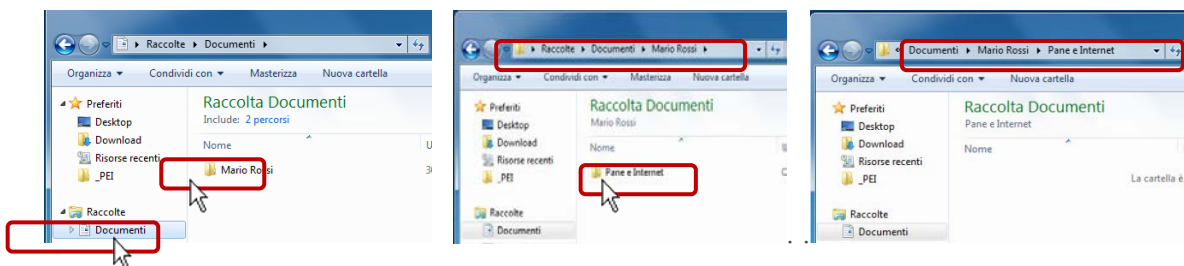 Raccolte Documenti
Organizza Condividi con Masterizza Nuova cartella
Preferiti
Desktop
Download
Risorse recenti
_PEI
Raccolte
Documenti
Raccolta Documenti
Include: 2 percorsi
Nome U
Mario Rossi 30
Raccolte Documenti Mario Rossi
Organizza Condividi con Masterizza Nuova cartella
Preferiti
Desktop
Download
Risorse recenti
_PEI
Raccolte
Documenti
Raccolta Documenti
Mario Rossi
Nome
Pane e Internet
« Documenti Mario Rossi Pane e Internet
Organizza Condividi con Nuova cartella
Preferiti
Desktop
Download
Risorse recenti
_PEI
Raccolte
Documenti
Raccolta Documenti
Pane e Internet
Nome
La cartella è